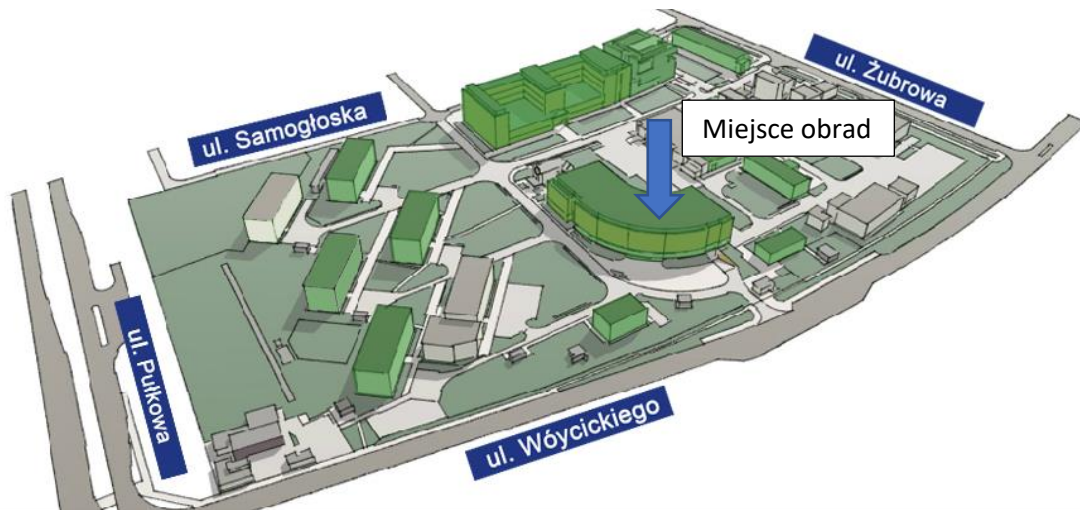 ul. Żubrowa
Miejsce obrad
ul. Samogłoska
ul. Pułkowa
ul. Wóycickiego